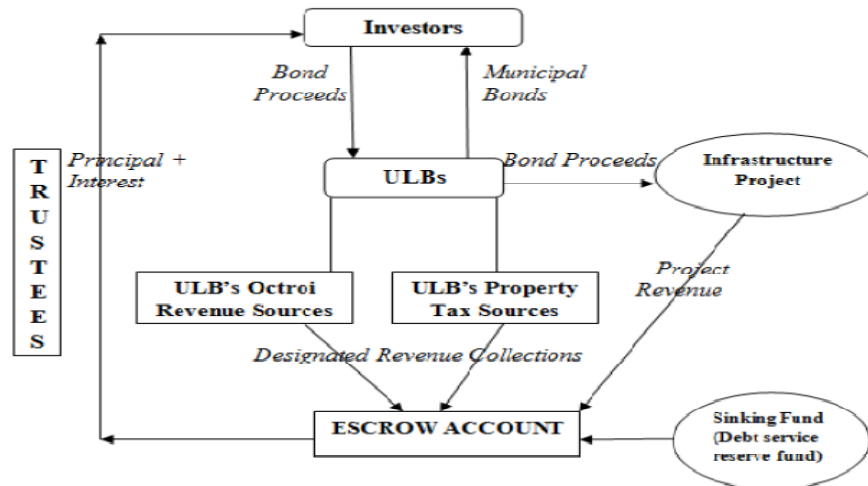 Investors
Bond
Proceeds
Municipal
Bonds
TRUSTEES
Principal +
Interest
ULBs
Bond Proceeds
Infrastructure
Project
ULB's Octroi
Revenue Sources
ULB's Property
Tax Sources
Project
Revenue
Designated Revenue Collections
ESCROW ACCOUNT
Sinking Fund
(Debt service
reserve fund)